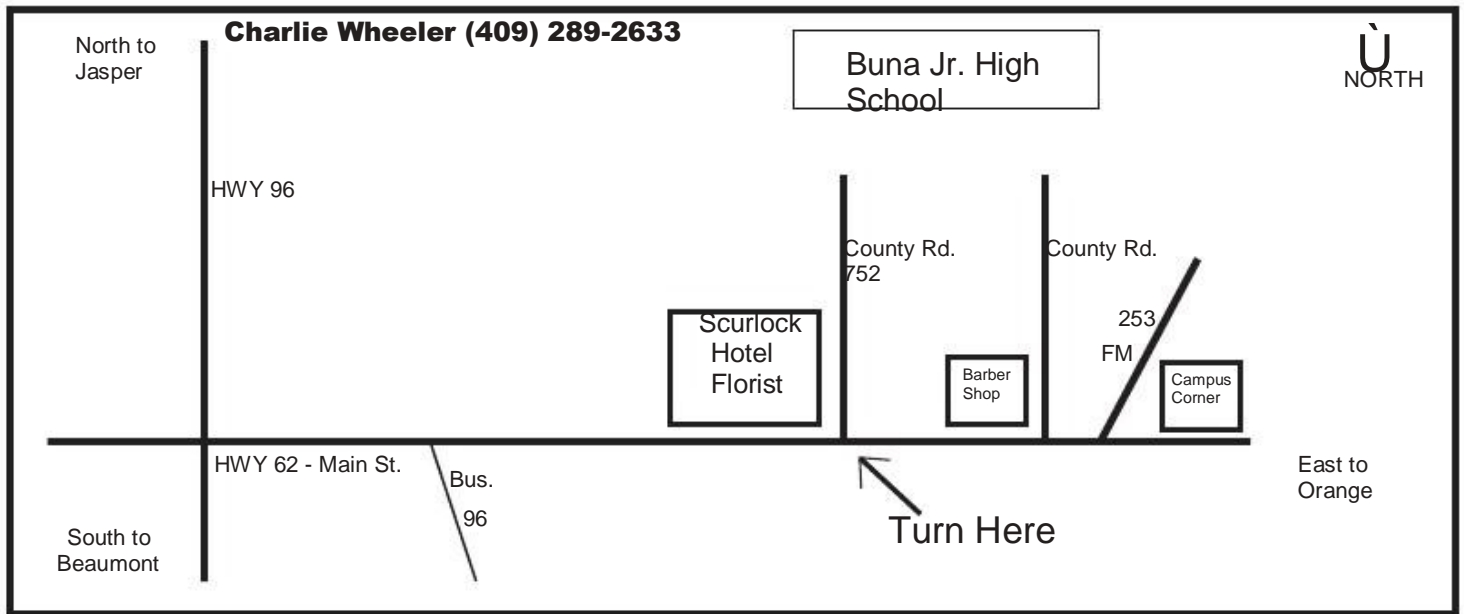 Charlie Wheeler (409) 289-2633
North to
Jasper
Buna Jr. High
School
Ù
NORTH
HWY 96
County Rd.
752
County Rd.
253
FM
Scurlock
Hotel
Florist
Barber
Shop
Campus
Corner
HWY 62 - Main St.
Bus.
96
East to
Orange
Turn Here
South to
Beaumont